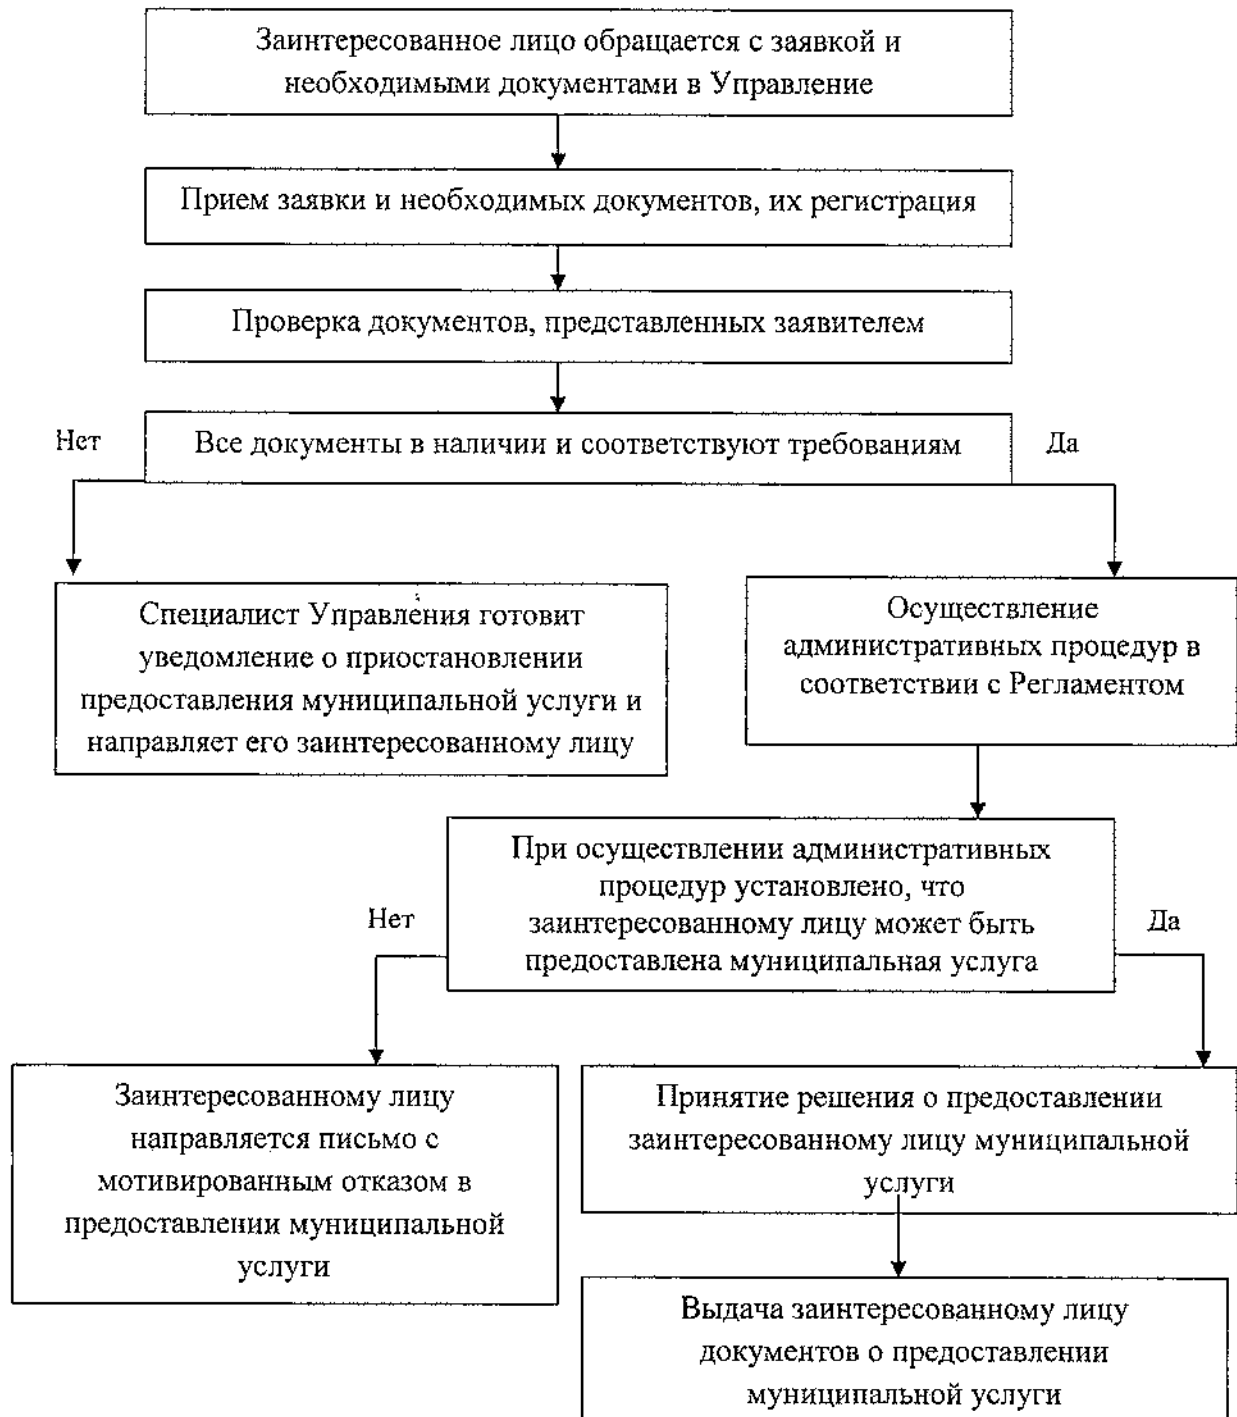 Заинтересованное лицо обращается с заявкой и
необходимыми документами в Управление
Прием заявки и необходимых документов, их регистрация
Проверка документов, представленных заявителем
Нет
Все документы в наличии и соответствуют требованиям
Да
Специалист Управления готовит
уведомление о приостановлении
предоставления муниципальной услуги и
направляет его заинтересованному лицу
Осуществление
административных процедур в
соответствии с Регламентом
При осуществлении административных
процедур установлено, что
заинтересованному лицу может быть
предоставлена муниципальная услуга
Нет
Да
Заинтересованному лицу
направляется письмо с
мотивированным отказом в
предоставлении муниципальной
услуги
Принятие решения о предоставлении
заинтересованному лицу муниципальной
услуги
Выдача заинтересованному лицу
документов о предоставлении
муниципальной услуги